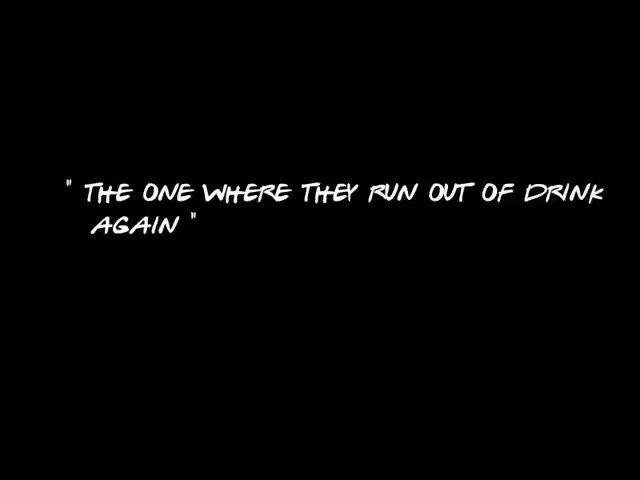 " THE ONE WHERE THEY RUN OUT OF DRINK
AGAIN "